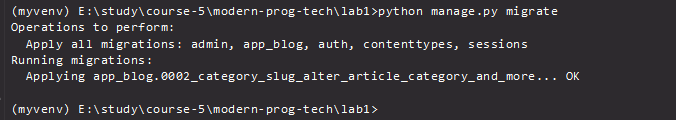 (myvenv) E:\study\course-5\modern-prog-tech\lab1>python manage.py migrate
Operations to perform:
  Apply all migrations: admin, app_blog, auth, contenttypes, sessions
Running migrations:
  Applying app_blog.0002_category_slug_alter_article_category_and_more... OK

(myvenv) E:\study\course-5\modern-prog-tech\lab1>